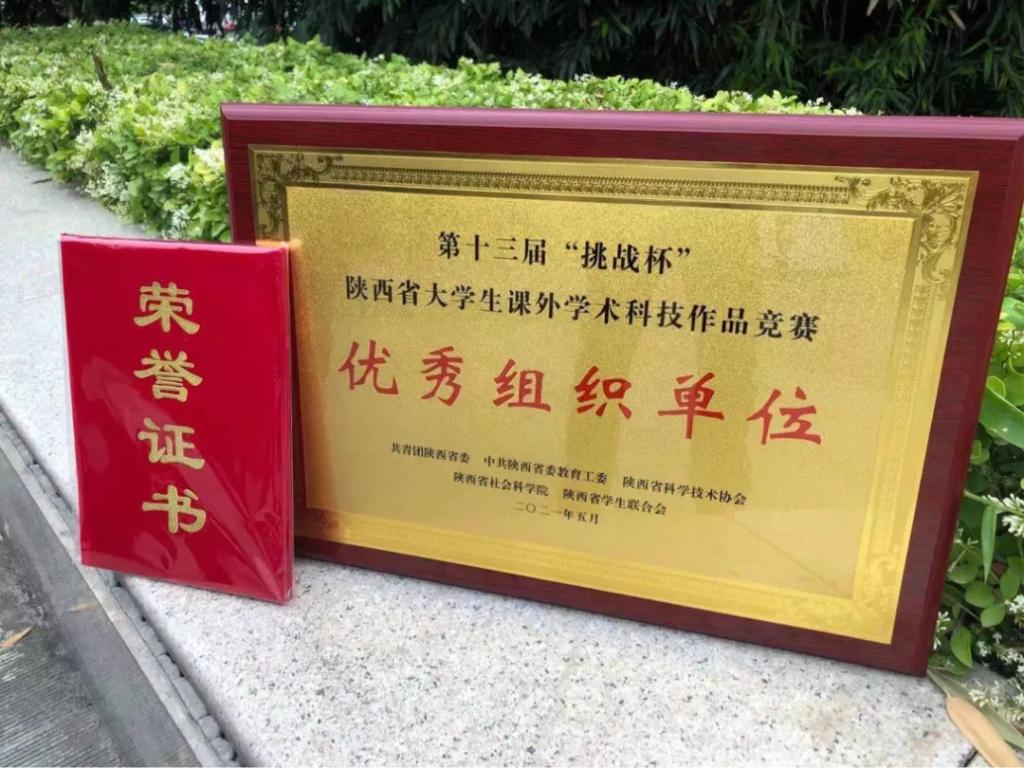 荣誉证书
第十三届“挑战杯”
陕西省大学生课外学术科技作品竞赛
优秀组织单位
共青团陕西省委 中共陕西省委教育工委 陕西省科学技术协会
陕西省社会科学院 陕西省学生联合会
二〇二一年五月